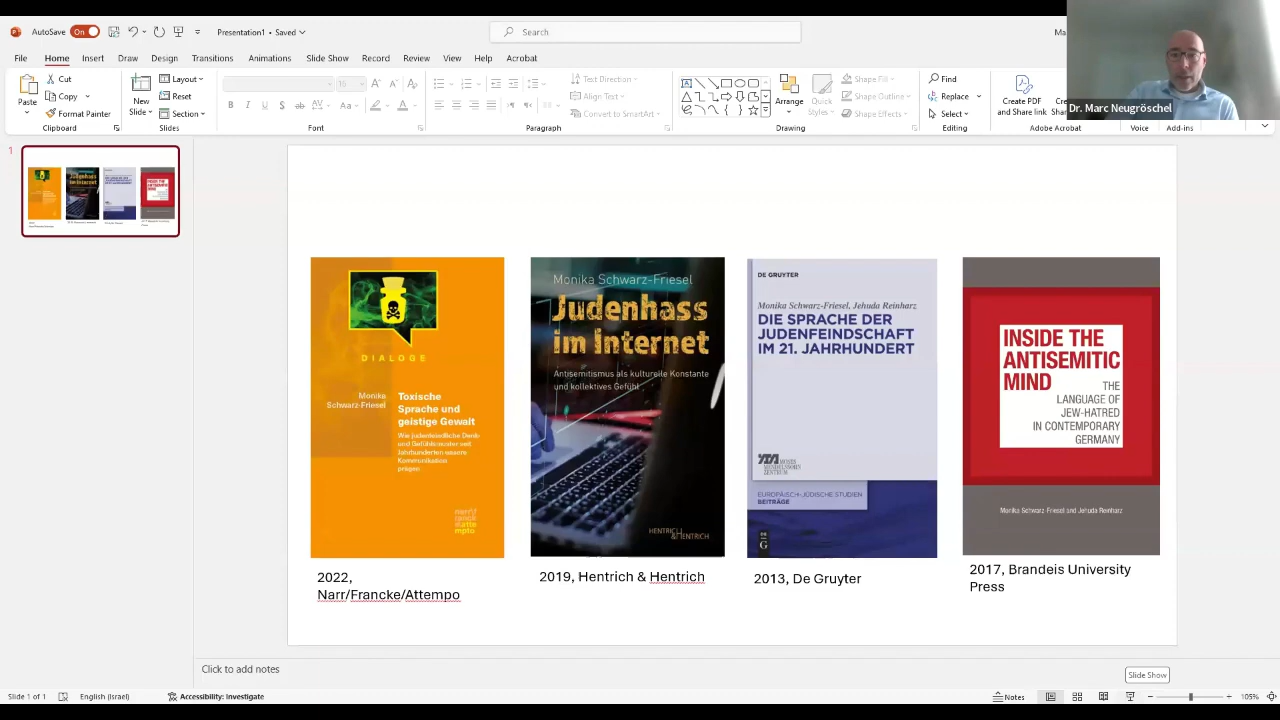 AutoSave On Presentation1 • Saved Search
File Home Insert Draw Design Transitions Animations Slide Show Record Review View Help Acrobat
Paste Cut Copy Format Painter
Clipboard
New Slide Layout Reset Section
Slides
16
Font
Text Direction
Align Text
Convert to SmartArt
Paragraph
Arrange Quick Styles Shape Fill Shape Outline Shape Effects
Drawing
Find
Replace
Select
Editing
Create PDF and Share link
Adobe Acrobat
Voice
Add-ins
Dr. Marc Neugröschel
1
DIALOGE
Monika
Schwarz-Friesel
Toxische
Sprache und
geistige Gewalt
Wie judenfeindliche Denk-
und Gefühlsmuster seit
Jahrhunderten unsere
Kommunikation
prägen
2022,
Narr/Francke/Attempo
Monika Schwarz-Friesel
Judenhass
im Internet
Antisemitismus als kulturelle Konstante
und kollektives Gefühl
HENTRICH
&HENTRICH
2019, Hentrich & Hentrich
DE GRUYTER
Monika Schwarz-Friesel, Jehuda Reinharz
DIE SPRACHE DER
JUDENFEINDSCHAFT
IM 21. JAHRHUNDERT
MOSES
MENDELSSOHN
ZENTRUM
EUROPÄISCH-JÜDISCHE STUDIEN
BEITRÄGE
DE
G
2013, De Gruyter
INSIDE THE
ANTISEMITIC
MIND
THE
LANGUAGE OF
JEW-HATRED
IN CONTEMPORARY
GERMANY
Monika Schwarz-Friesel and Jehuda Reinharz
2017, Brandeis University
Press
Click to add notes
Slide Show
Slide 1 of 1 English (Israel) Accessibility: Investigate Notes 105%